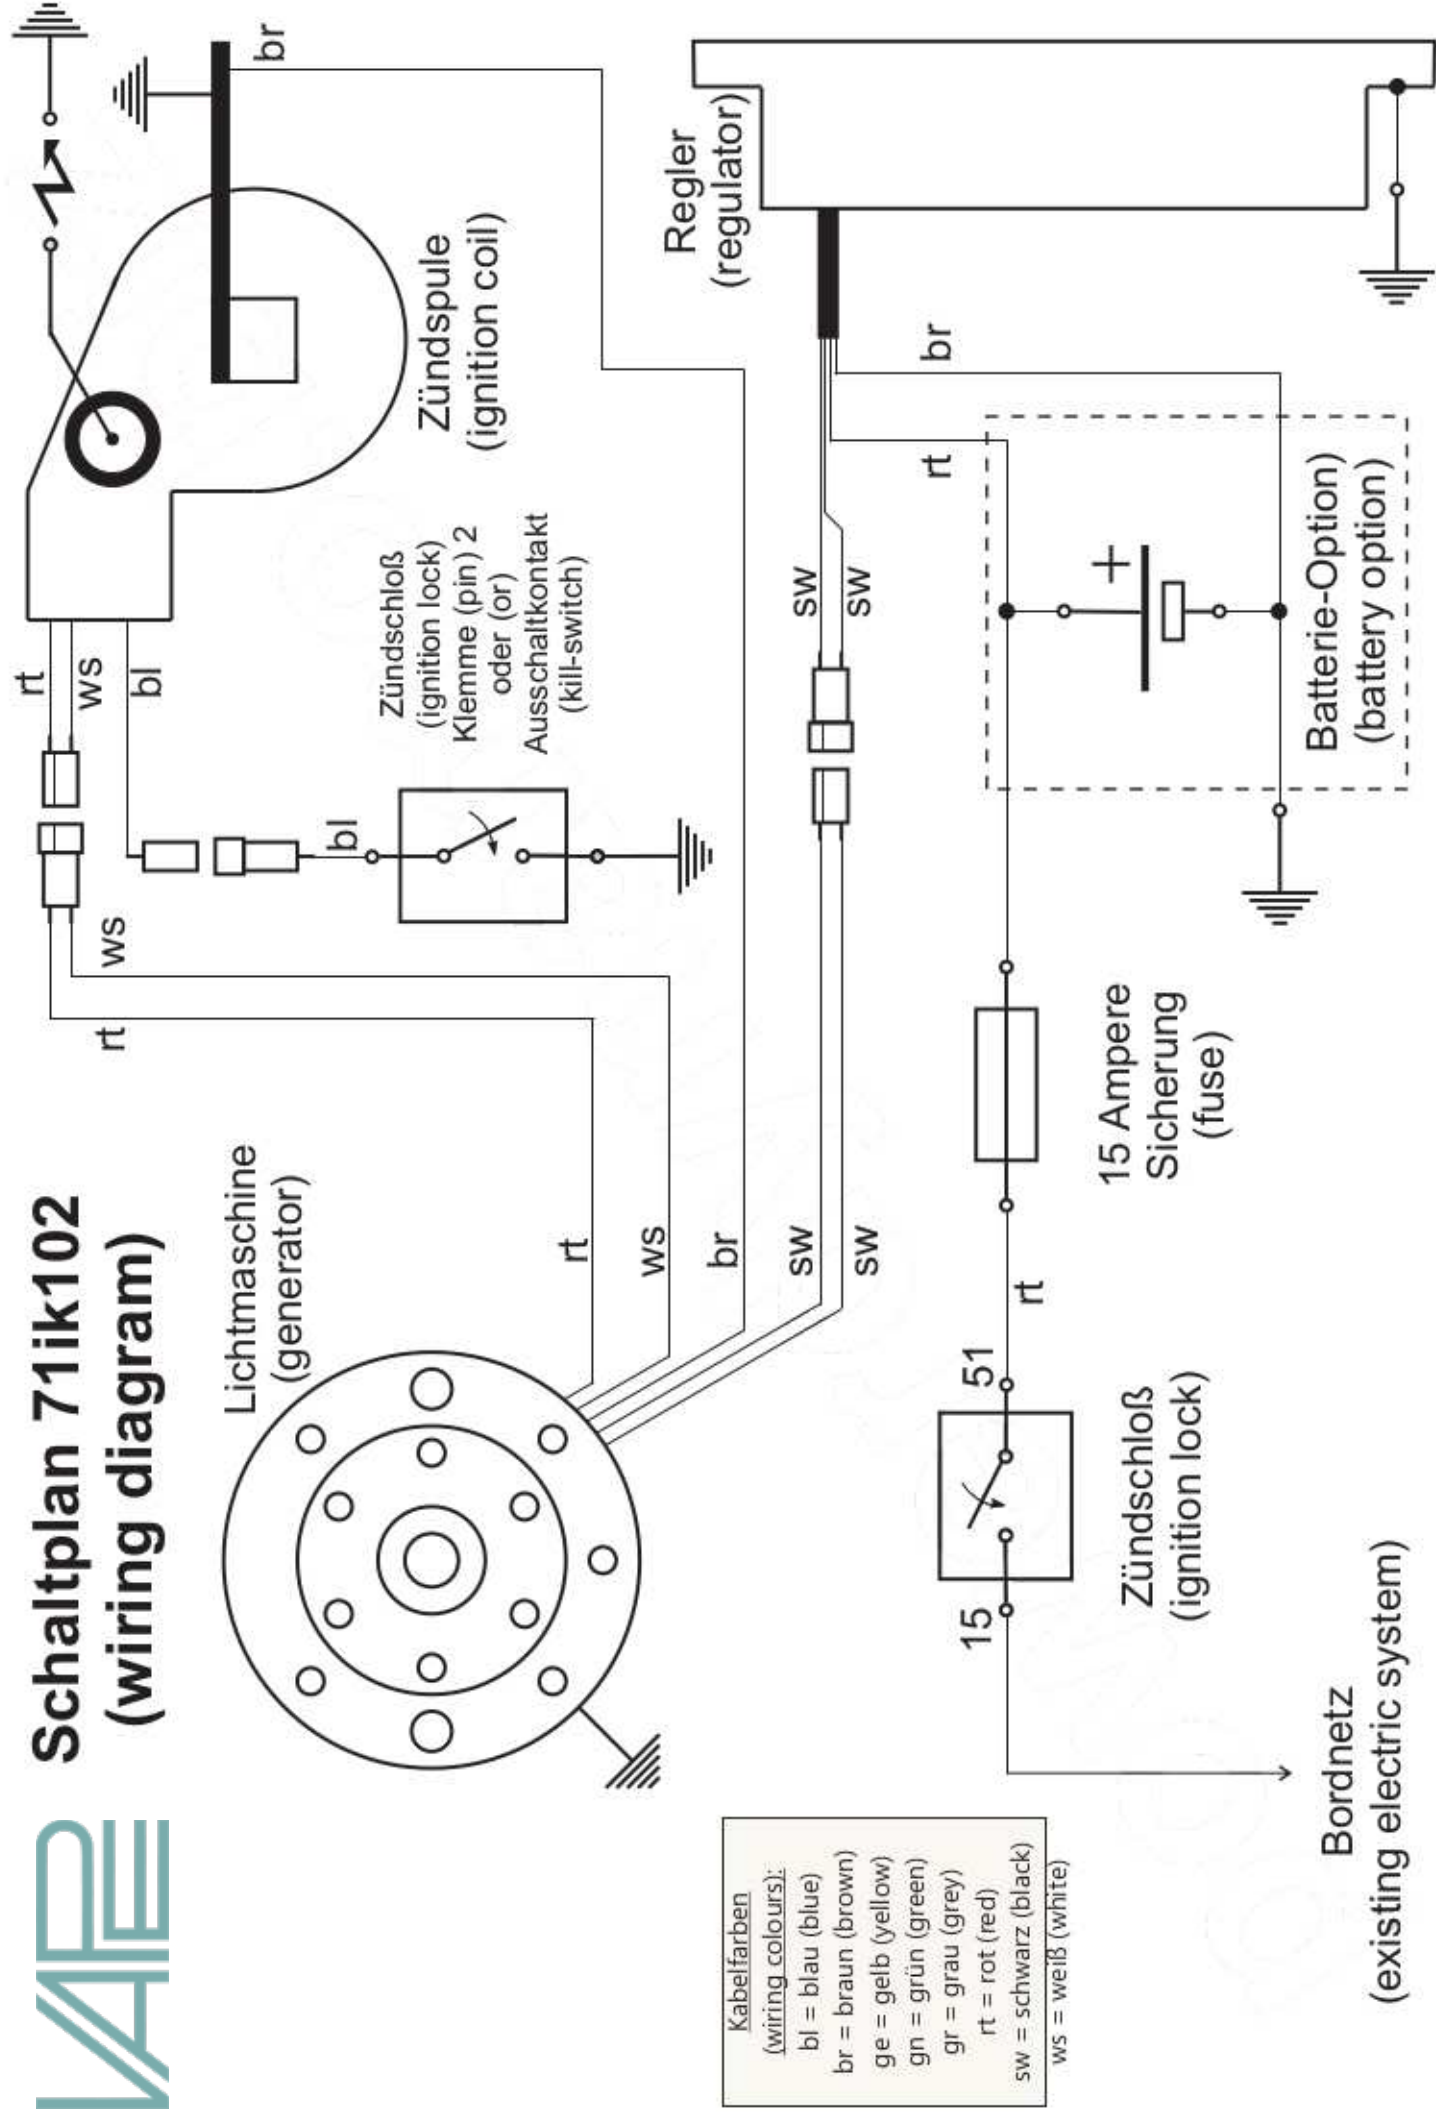 VAPE
Schaltplan 71ik102
(wiring diagram)
Lichtmaschine
(generator)
rt
ws
br
sw
sw
rt
ws
rt
ws
bl
bl
Zündschloß
(ignition lock)
Klemme (pin) 2
oder (or)
Ausschaltkontakt
(kill-switch)
Zündspule
(ignition coil)
br
Regler
(regulator)
sw
sw
rt
br
+
Batterie-Option)
(battery option)
15 Ampere
Sicherung
(fuse)
rt
51
15
Zündschloß
(ignition lock)
Bordnetz
(existing electric system)
Kabelfarben
(wiring colours):
bl = blau (blue)
br = braun (brown)
ge = gelb (yellow)
gn = grün (green)
gr = grau (grey)
rt = rot (red)
sw = schwarz (black)
ws = weiß (white)